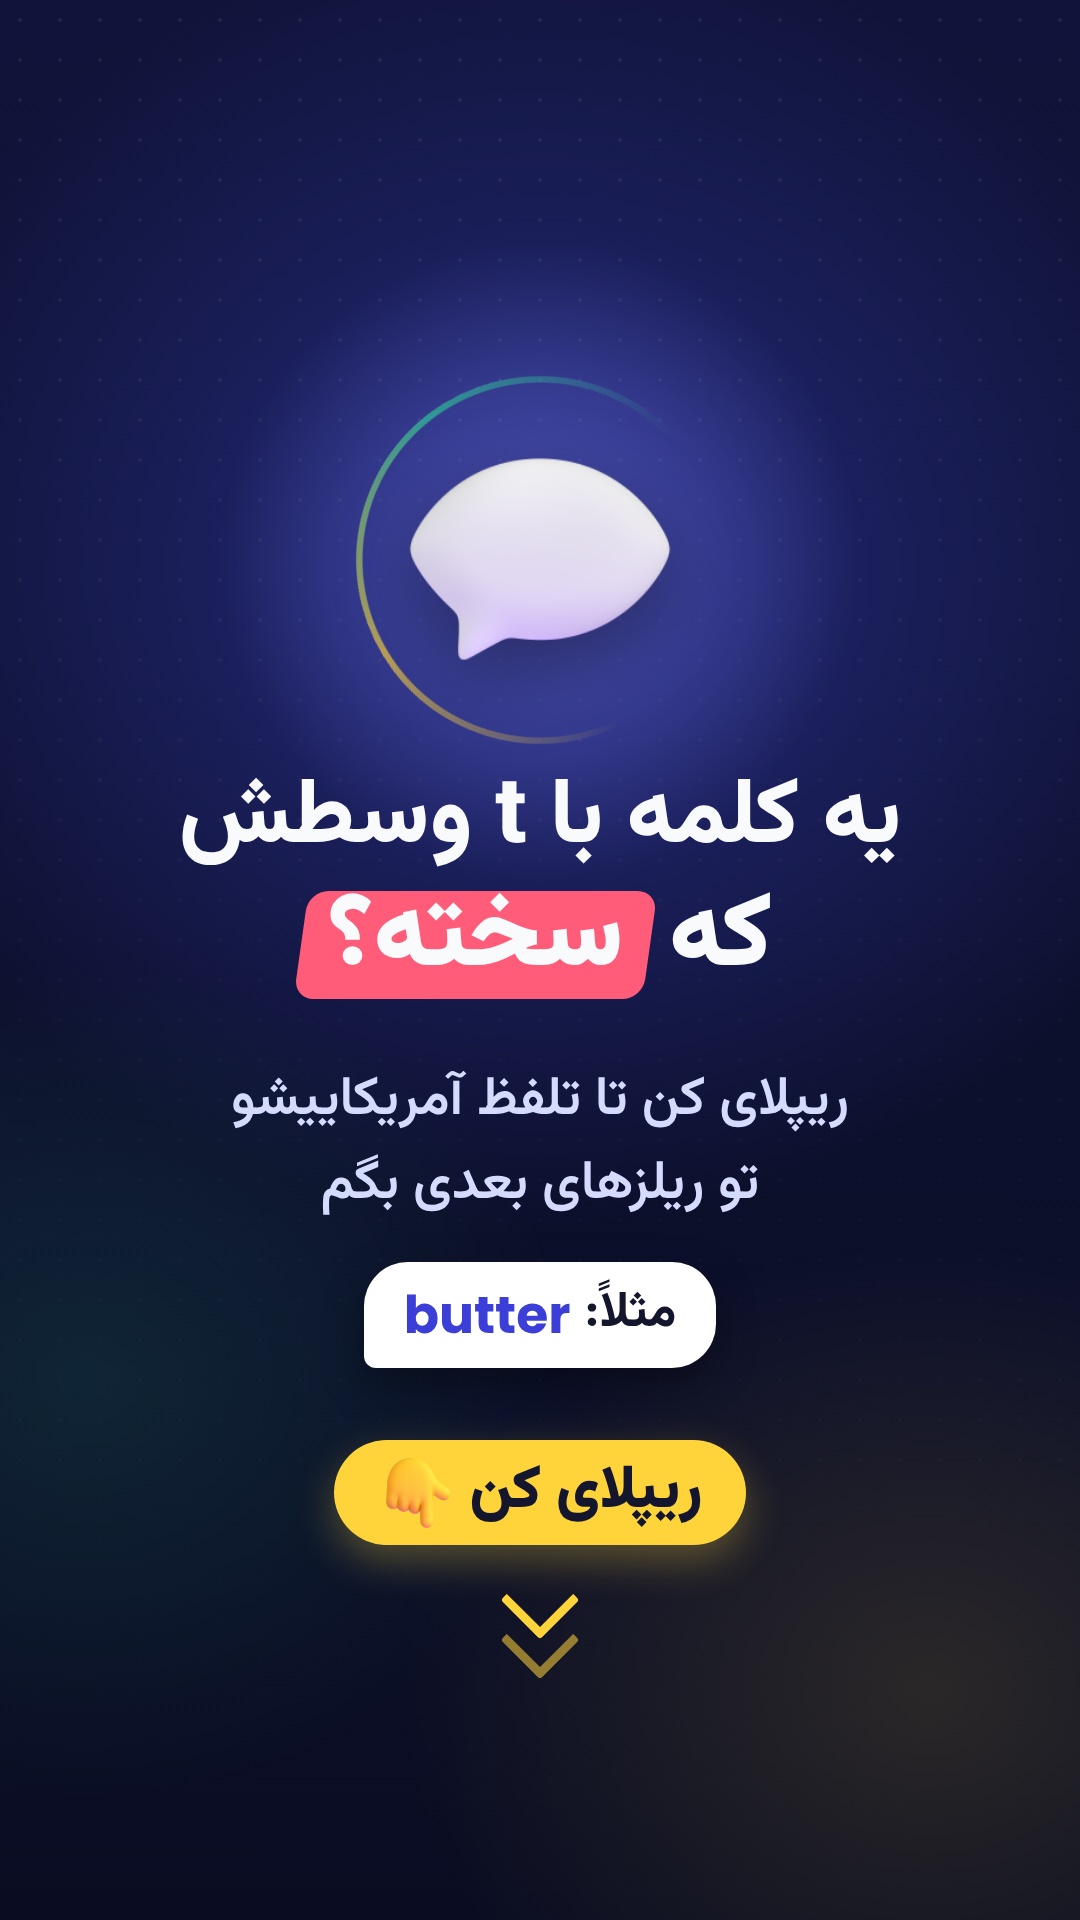 یه کلمه با t وسطش
که سخته؟
ریپلای کن تا تلفظ آمریکاییشو
تو ریلزهای بعدی بگم
مثلاً: butter
ریپلای کن 👇